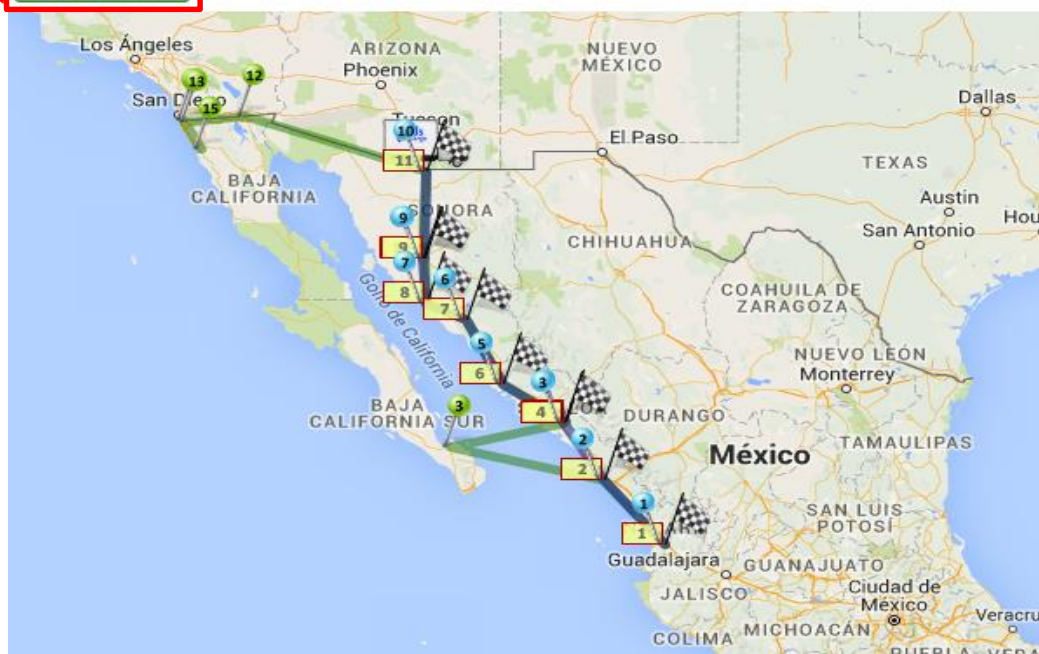 Los Ángeles
ARIZONA
NUEVO
MÉXICO
Phoenix
Dallas
13
12
San Diego
15
Tucson
10
El Paso
11
TEXAS
BAJA
CALIFORNIA
Austin
SONORA
9
Hou
San Antonio
CHIHUAHUA
9
7
6
COAHUILA DE
ZARAGOZA
8
7
Golfo de California
5
NUEVO LEÓN
Monterrey
6
3
BAJA
CALIFORNIA SUR
3
4
DURANGO
TAMAULIPAS
2
México
2
1
SAN LUIS
POTOSÍ
1
Guadalajara
GUANAJUATO
JALISCO
Ciudad de
México
Veracru
COLIMA
MICHOACÁN